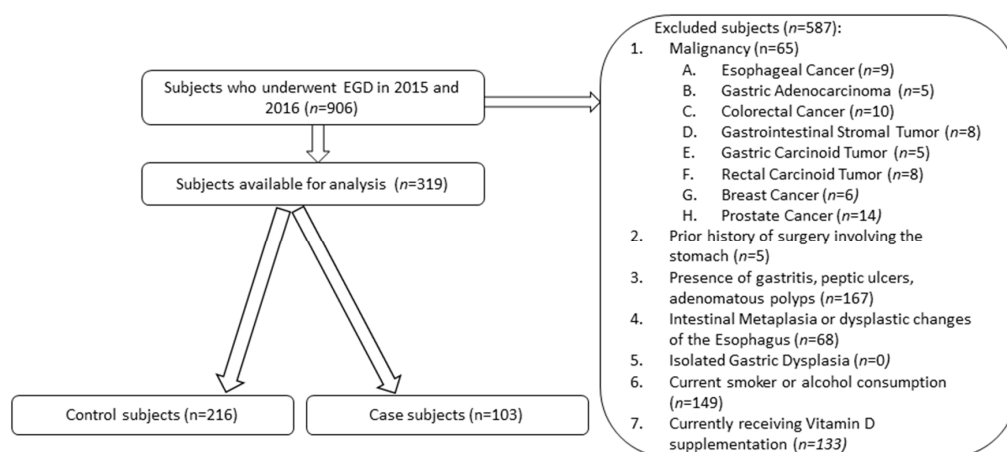 Subjects who underwent EGD in 2015 and
2016 (n=906)
Subjects available for analysis (n=319)
Control subjects (n=216)
Case subjects (n=103)
Excluded subjects (n=587):
1. Malignancy (n=65)
A. Esophageal Cancer (n=9)
B. Gastric Adenocarcinoma (n=5)
C. Colorectal Cancer (n=10)
D. Gastrointestinal Stromal Tumor (n=8)
E. Gastric Carcinoid Tumor (n=5)
F. Rectal Carcinoid Tumor (n=8)
G. Breast Cancer (n=6)
H. Prostate Cancer (n=14)
2. Prior history of surgery involving the
stomach (n=5)
3. Presence of gastritis, peptic ulcers,
adenomatous polyps (n=167)
4. Intestinal Metaplasia or dysplastic changes
of the Esophagus (n=68)
5. Isolated Gastric Dysplasia (n=0)
6. Current smoker or alcohol consumption
(n=149)
7. Currently receiving Vitamin D
supplementation (n=133)